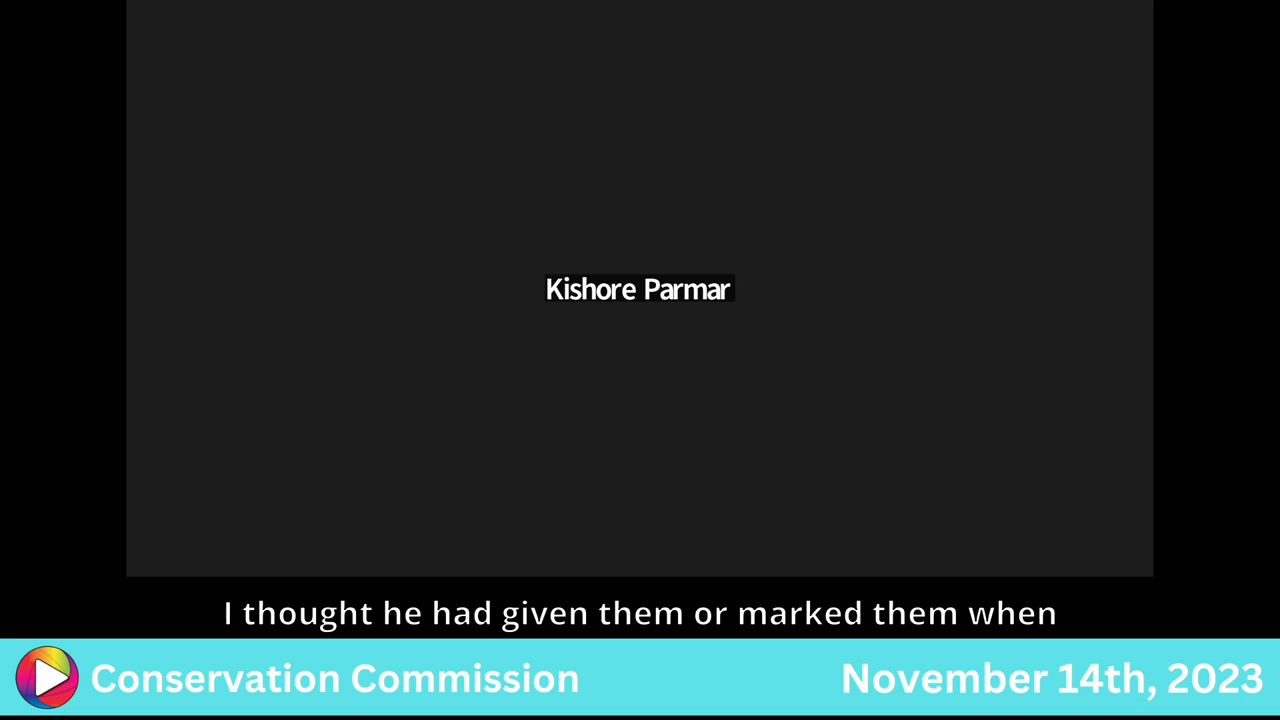 Kishore Parmar
I thought he had given them or marked them when
Conservation Commission
November 14th, 2023